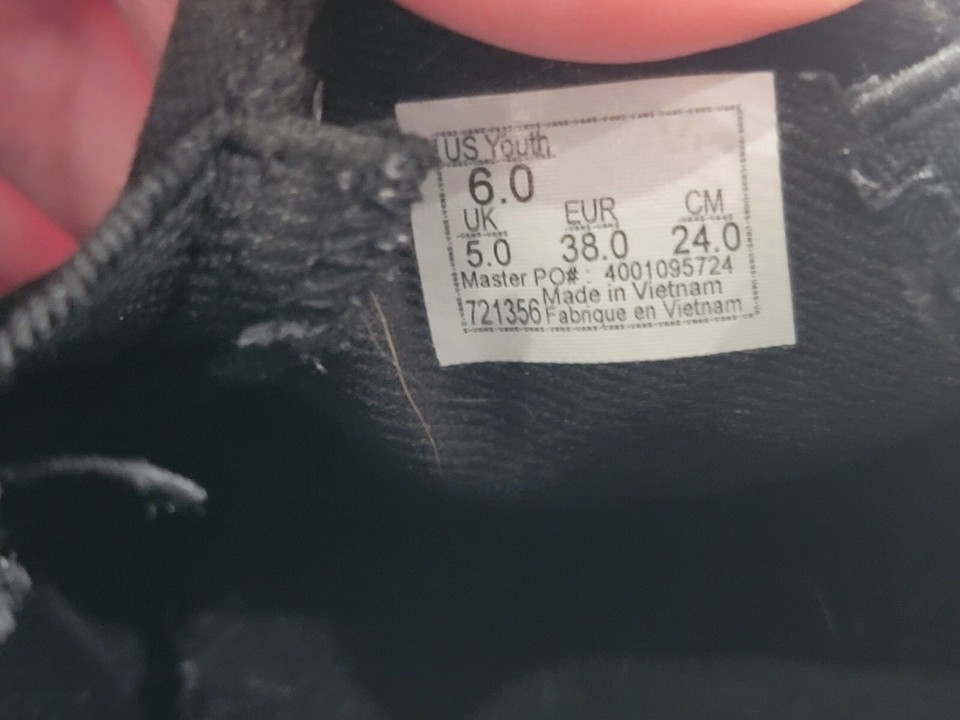 US Youth
6.0
UK EUR CM
5.0 38.0 24.0
Master PO# : 4001095724
Made in Vietnam
721356 Fabrique en Vietnam